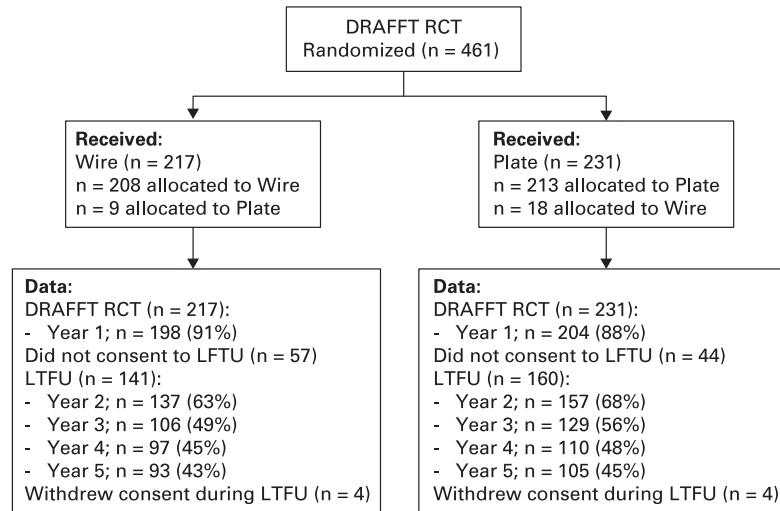 DRAFFT RCT
Randomized (n = 461)
Received:
Wire (n = 217)
n = 208 allocated to Wire
n = 9 allocated to Plate
Received:
Plate (n = 231)
n = 213 allocated to Plate
n = 18 allocated to Wire
Data:
DRAFFT RCT (n = 217):
- Year 1; n = 198 (91%)
Did not consent to LFTU (n = 57)
LTFU (n = 141):
- Year 2; n = 137 (63%)
- Year 3; n = 106 (49%)
- Year 4; n = 97 (45%)
- Year 5; n = 93 (43%)
Withdrew consent during LTFU (n = 4)
Data:
DRAFFT RCT (n = 231):
- Year 1; n = 204 (88%)
Did not consent to LFTU (n = 44)
LTFU (n = 160):
- Year 2; n = 157 (68%)
- Year 3; n = 129 (56%)
- Year 4; n = 110 (48%)
- Year 5; n = 105 (45%)
Withdrew consent during LTFU (n = 4)